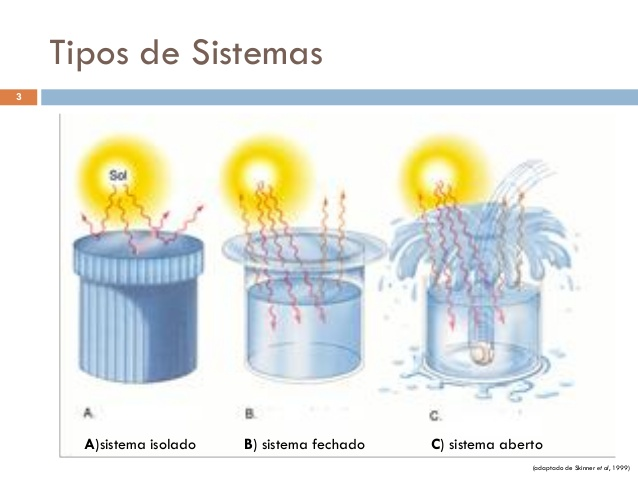 Tipos de Sistemas
3
Sol
A.
B.
C.
A)sistema isolado
B) sistema fechado
C) sistema aberto
(adaptado de Skinner et al, 1999)